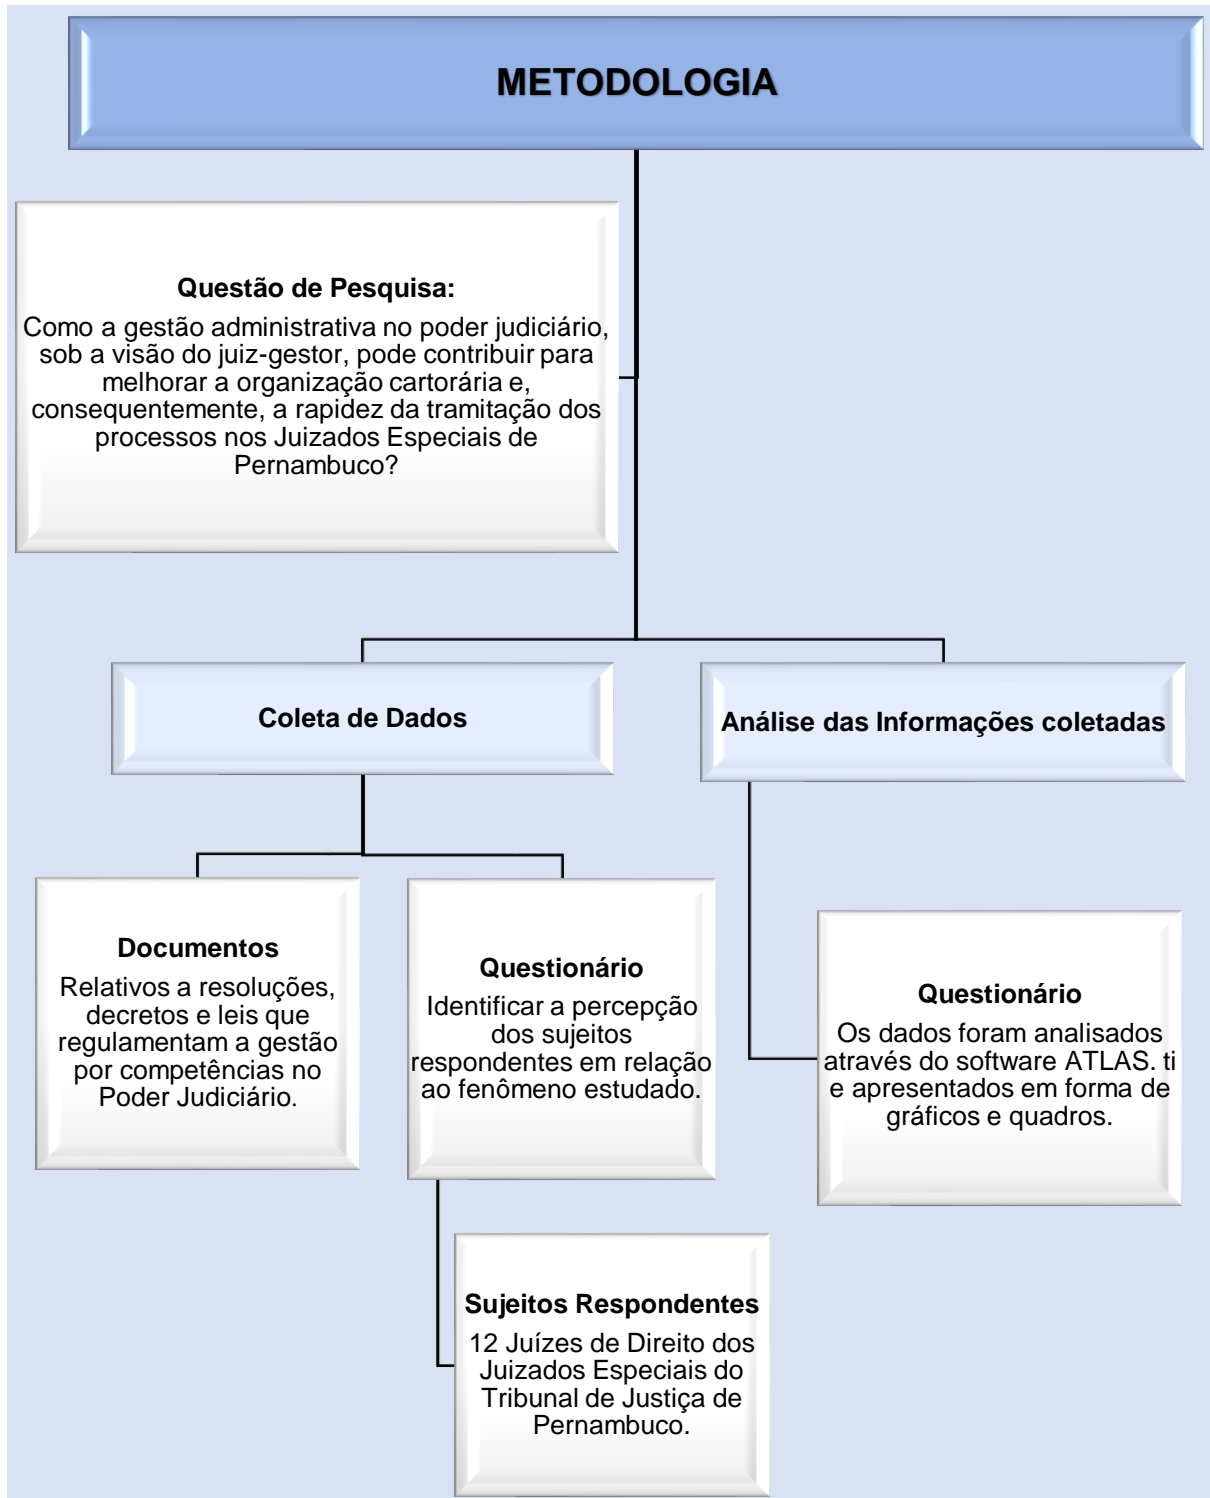 METODOLOGIA
Questão de Pesquisa:
Como a gestão administrativa no poder judiciário,
sob a visão do juiz-gestor, pode contribuir para
melhorar a organização cartorária e,
consequentemente, a rapidez da tramitação dos
processos nos Juizados Especiais de
Pernambuco?
Coleta de Dados
Análise das Informações coletadas
Documentos
Relativos a resoluções,
decretos e leis que
regulamentam a gestão
por competências no
Poder Judiciário.
Questionário
Identificar a percepção
dos sujeitos
respondentes em relação
ao fenômeno estudado.
Questionário
Os dados foram analisados
através do software ATLAS. ti
e apresentados em forma de
gráficos e quadros.
Sujeitos Respondentes
12 Juízes de Direito dos
Juizados Especiais do
Tribunal de Justiça de
Pernambuco.